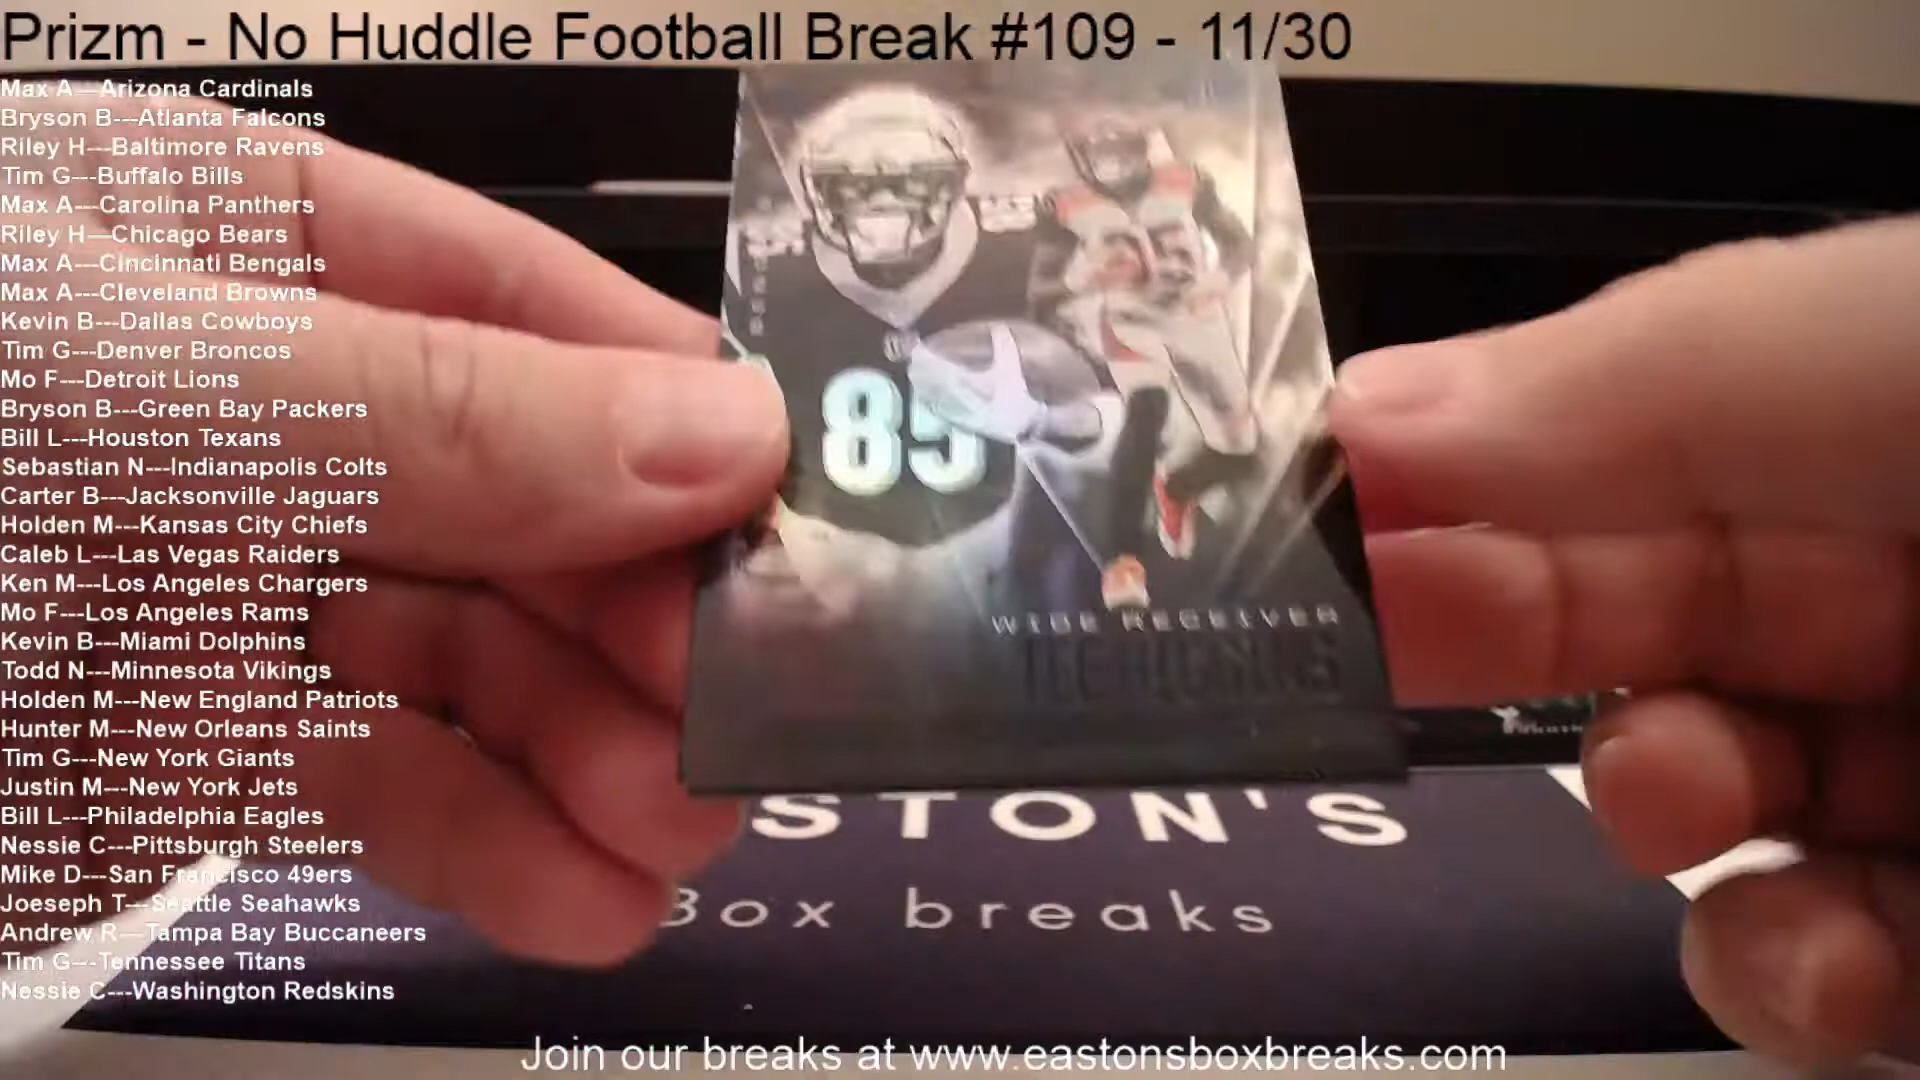 Prizm - No Huddle Football Break #109 - 11/30
Max A---Arizona Cardinals
Bryson B---Atlanta Falcons
Riley H---Baltimore Ravens
Tim G---Buffalo Bills
Max A---Carolina Panthers
Riley H---Chicago Bears
Max A---Cincinnati Bengals
Max A---Cleveland Browns
Kevin B---Dallas Cowboys
Tim G---Denver Broncos
Mo F---Detroit Lions
Bryson B---Green Bay Packers
Bill L---Houston Texans
Sebastian N---Indianapolis Colts
Carter B---Jacksonville Jaguars
Holden M---Kansas City Chiefs
Caleb L---Las Vegas Raiders
Ken M---Los Angeles Chargers
Mo F---Los Angeles Rams
Kevin B---Miami Dolphins
Todd N---Minnesota Vikings
Holden M---New England Patriots
Hunter M---New Orleans Saints
Tim G---New York Giants
Justin M---New York Jets
Bill L---Philadelphia Eagles
Nessie C---Pittsburgh Steelers
Mike D---San Francisco 49ers
Joeseph T---Seattle Seahawks
Andrew R---Tampa Bay Buccaneers
Tim G---Tennessee Titans
Nessie C---Washington Redskins
85
85
WIDE RECEIVER
TEE HIGGINS
STON'S
Box breaks
Join our breaks at www.eastonsboxbreaks.com